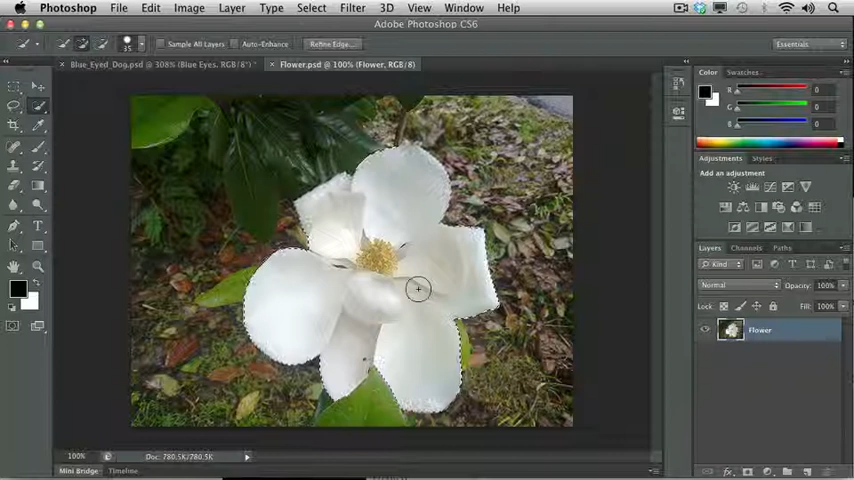 Photoshop File Edit Image Layer Type Select Filter 3D View Window Help
Adobe Photoshop CS6
35 Sample All Layers Auto-Enhance Refine Edge... Essentials
× Blue_Eyed_Dog.psd @ 308% (Blue Eyes, RGB/8*) × Flower.psd @ 100% (Flower, RGB/8)
Color Swatches
R 0
G 0
B 0
Adjustments Styles
Add an adjustment
Layers Channels Paths
Kind
Normal Opacity: 100%
Lock: Fill: 100%
Flower
100% Doc: 780.5K/780.5K
Mini Bridge Timeline
fx